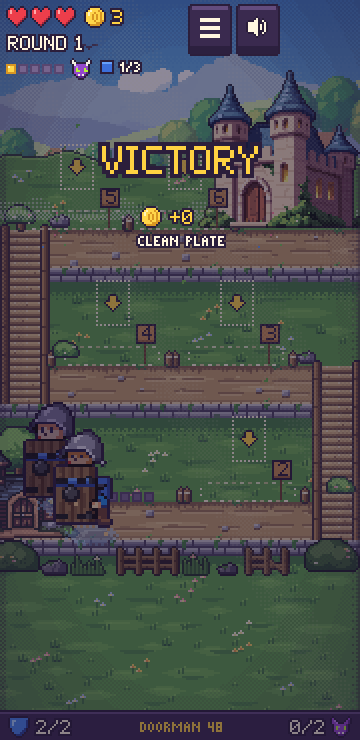 3
ROUND 1
1/3
VICTORY
5
6
+0
CLEAN PLATE
4
3
2
2/2
DOORMAN 48
0/2